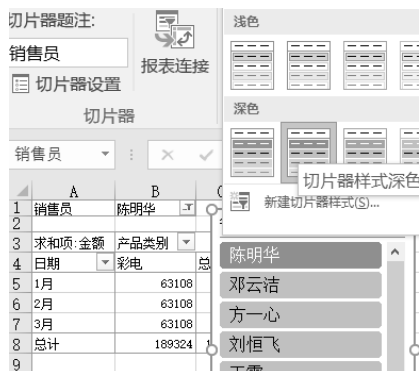 切片器题注:
销售员
切片器设置
报表连接
切片器
浅色
深色
切片器样式深色
新建切片器样式(S)...
销售员
A B
1 销售员 陈明华
2
3 求和项:金额 产品类别
4 日期 彩电 总
5 1月 63108
6 2月 63108
7 3月 63108
8 总计 189324
9
陈明华
邓云洁
方一心
刘恒飞